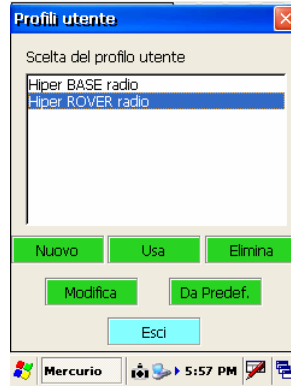 Profili utente
Scelta del profilo utente
Hiper BASE radio
Hiper ROVER radio
Nuovo Usa Elimina
Modifica Da Predef.
Esci
Mercurio 5:57 PM